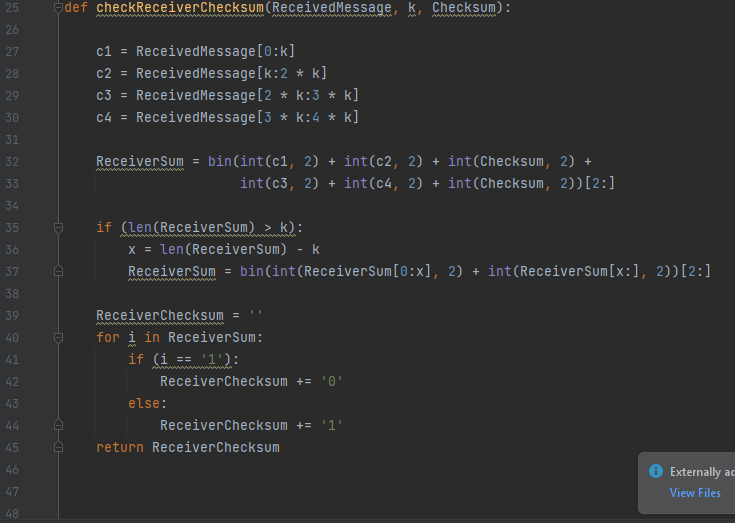 25 def checkReceiverChecksum(ReceivedMessage, k, Checksum):
26
27     c1 = ReceivedMessage[0:k]
28     c2 = ReceivedMessage[k:2 * k]
29     c3 = ReceivedMessage[2 * k:3 * k]
30     c4 = ReceivedMessage[3 * k:4 * k]
31
32     ReceiverSum = bin(int(c1, 2) + int(c2, 2) + int(Checksum, 2) +
33                       int(c3, 2) + int(c4, 2) + int(Checksum, 2))[2:]
34
35     if (len(ReceiverSum) > k):
36         x = len(ReceiverSum) - k
37         ReceiverSum = bin(int(ReceiverSum[0:x], 2) + int(ReceiverSum[x:], 2))[2:]
38
39     ReceiverChecksum = ''
40     for i in ReceiverSum:
41         if (i == '1'):
42             ReceiverChecksum += '0'
43         else:
44             ReceiverChecksum += '1'
45     return ReceiverChecksum
46
47
48
Externally
View Files